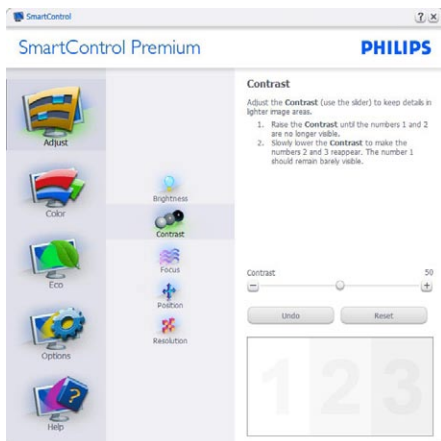 SmartControl
? ×
SmartControl Premium
PHILIPS
Adjust
Color
Eco
Options
Help
Brightness
Contrast
Focus
Position
Resolution
Contrast
Adjust the Contrast (use the slider) to keep details in
lighter image areas.
1. Raise the Contrast until the numbers 1 and 2
are no longer visible.
2. Slowly lower the Contrast to make the
numbers 2 and 3 reappear. The number 1
should remain barely visible.
Contrast 50
− +
Undo Reset
1 2 3